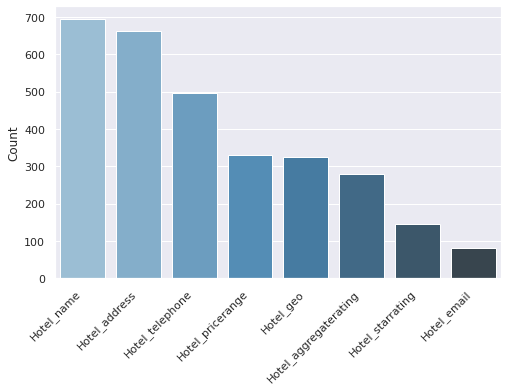 700
600
500
400
300
200
100
0
Count
Hotel_name
Hotel_address
Hotel_telephone
Hotel_pricerange
Hotel_geo
Hotel_aggregaterating
Hotel_starrating
Hotel_email